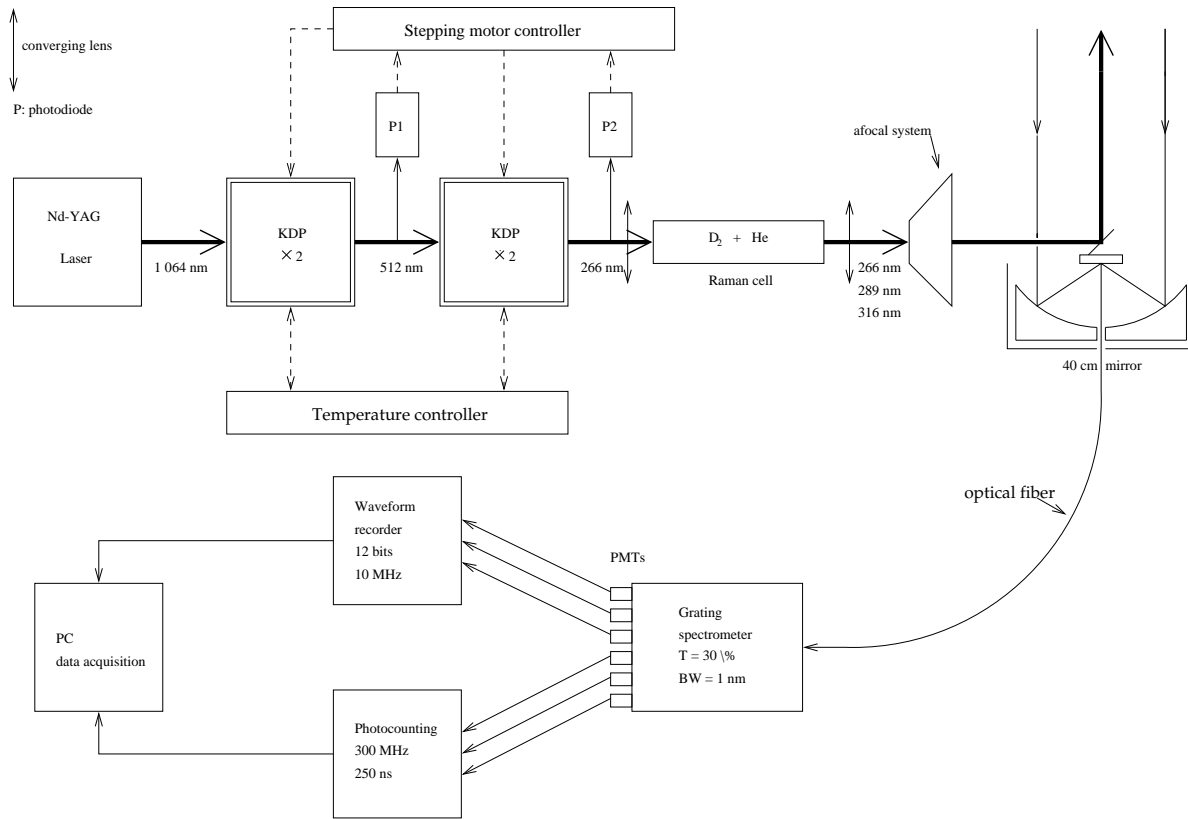 Stepping motor controller
converging lens
P: photodiode
P1
P2
afocal system
Nd-YAG
Laser
KDP
× 2
KDP
× 2
D2 + He
1 064 nm
512 nm
266 nm
Raman cell
266 nm
289 nm
316 nm
40 cm mirror
Temperature controller
optical fiber
Waveform
recorder
12 bits
10 MHz
PMTs
Grating
spectrometer
T = 30 \%
BW = 1 nm
PC
data acquisition
Photocounting
300 MHz
250 ns